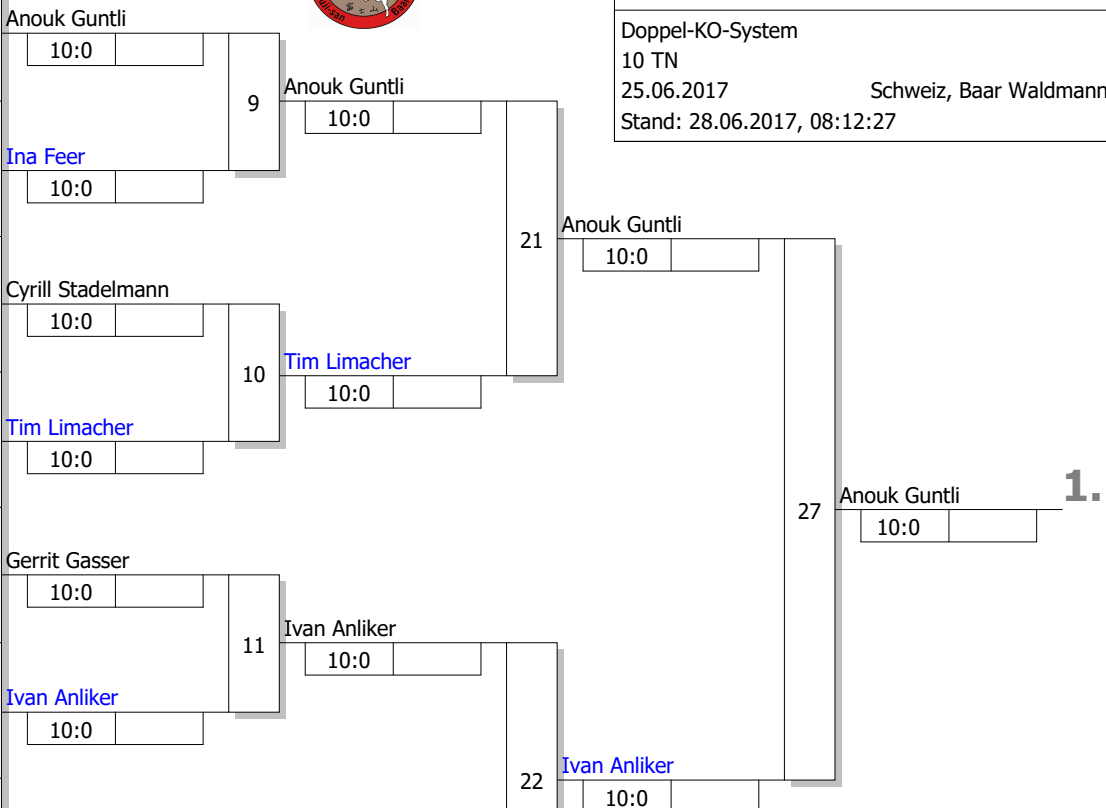 Anouk Guntli
10:0
9
Ina Feer
10:0
Anouk Guntli
10:0
Doppel-KO-System
10 TN
25.06.2017 Schweiz, Baar Waldmann
Stand: 28.06.2017, 08:12:27
21
Anouk Guntli
10:0
Cyrill Stadelmann
10:0
10
Tim Limacher
10:0
Tim Limacher
10:0
27
Anouk Guntli
10:0
1.
Gerrit Gasser
10:0
11
Ivan Anliker
10:0
Ivan Anliker
10:0
22
Ivan Anliker
10:0